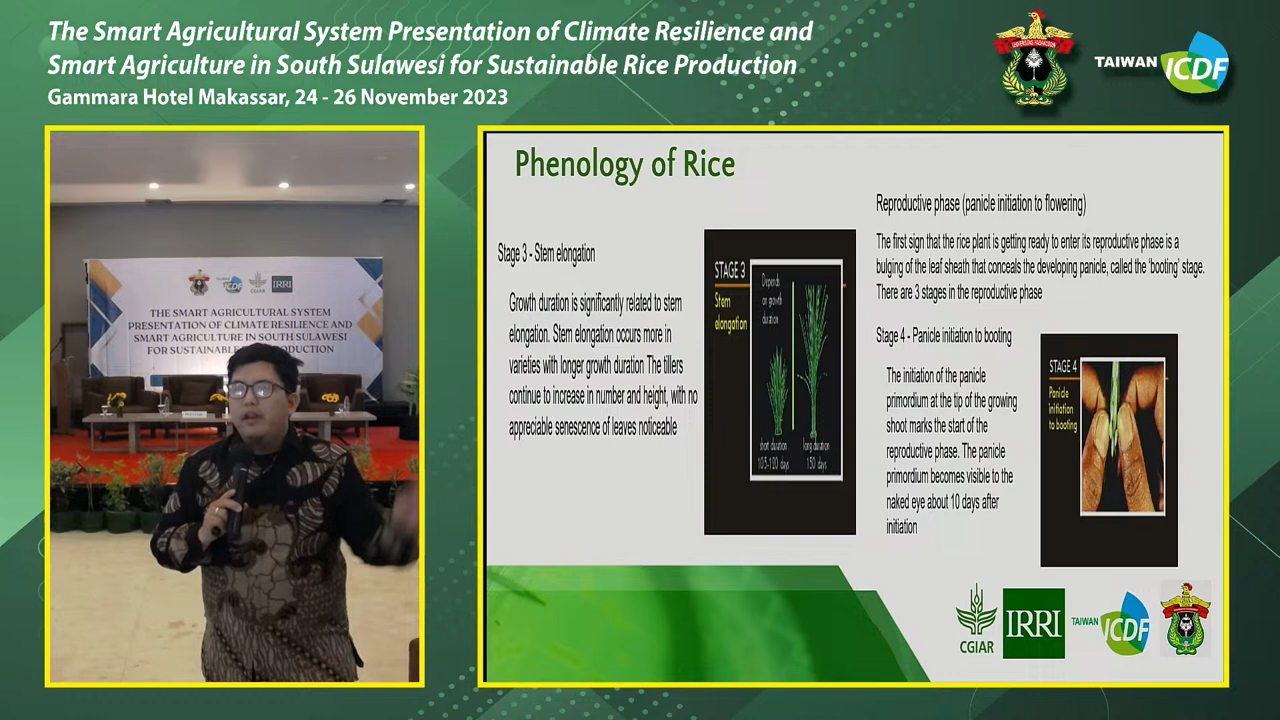 The Smart Agricultural System Presentation of Climate Resilience and
Smart Agriculture in South Sulawesi for Sustainable Rice Production
Gammara Hotel Makassar, 24 - 26 November 2023
UNIVERSITAS HASANUDDIN
TAIWAN ICDF
TAIWAN ICDF
CGIAR
IRRI
THE SMART AGRICULTURAL SYSTEM
PRESENTATION OF CLIMATE RESILIENCE AND
SMART AGRICULTURE IN SOUTH SULAWESI
FOR SUSTAINABLE PRODUCTION
Phenology of Rice
Stage 3 - Stem elongation
Growth duration is significantly related to stem
elongation. Stem elongation occurs more in
varieties with longer growth duration The tillers
continue to increase in number and height, with no
appreciable senescence of leaves noticeable
STAGE 3
Stem
elongation
Depends
on growth
duration
short duration
105-120 days
long duration
150 days
Reproductive phase (panicle initiation to flowering)
The first sign that the rice plant is getting ready to enter its reproductive phase is a
bulging of the leaf sheath that conceals the developing panicle, called the 'booting' stage.
There are 3 stages in the reproductive phase
Stage 4 - Panicle initiation to booting
The initiation of the panicle
primordium at the tip of the growing
shoot marks the start of the
reproductive phase. The panicle
primordium becomes visible to the
naked eye about 10 days after
initiation
STAGE 4
Panicle
initiation
to booting
CGIAR
IRRI
TAIWAN ICDF